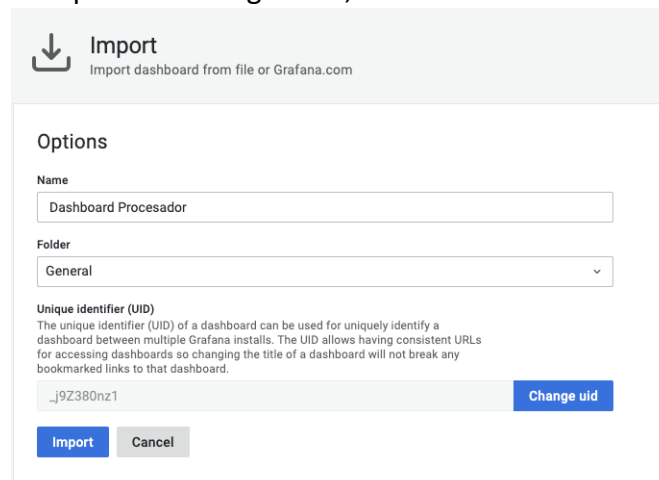 Import
Import dashboard from file or Grafana.com
Options
Name
Dashboard Procesador
Folder
General
Unique identifier (UID)
The unique identifier (UID) of a dashboard can be used for uniquely identify a
dashboard between multiple Grafana installs. The UID allows having consistent URLs
for accessing dashboards so changing the title of a dashboard will not break any
bookmarked links to that dashboard.
_j9Z380nz1
Change uid
Import
Cancel